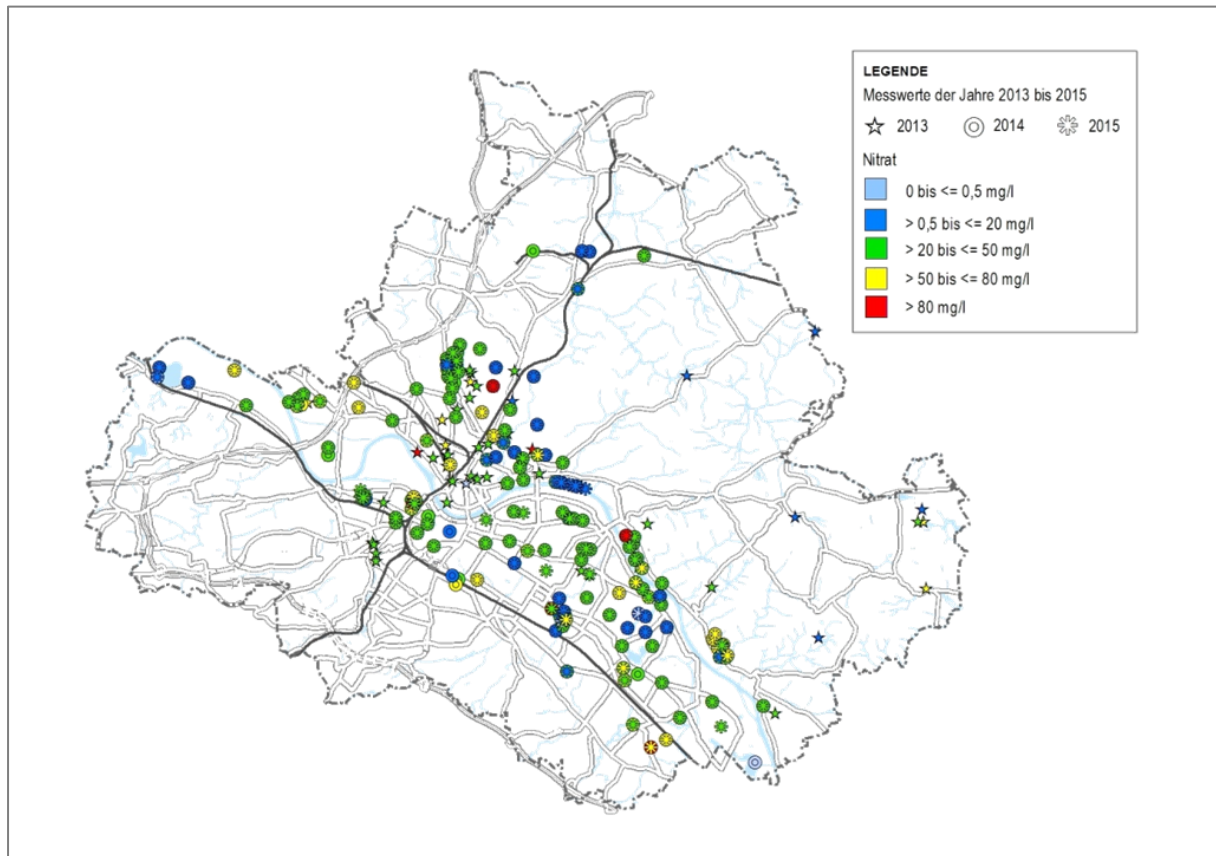 LEGENDE
Messwerte der Jahre 2013 bis 2015
2013 2014 2015
Nitrat
0 bis <= 0,5 mg/l
> 0,5 bis <= 20 mg/l
> 20 bis <= 50 mg/l
> 50 bis <= 80 mg/l
> 80 mg/l